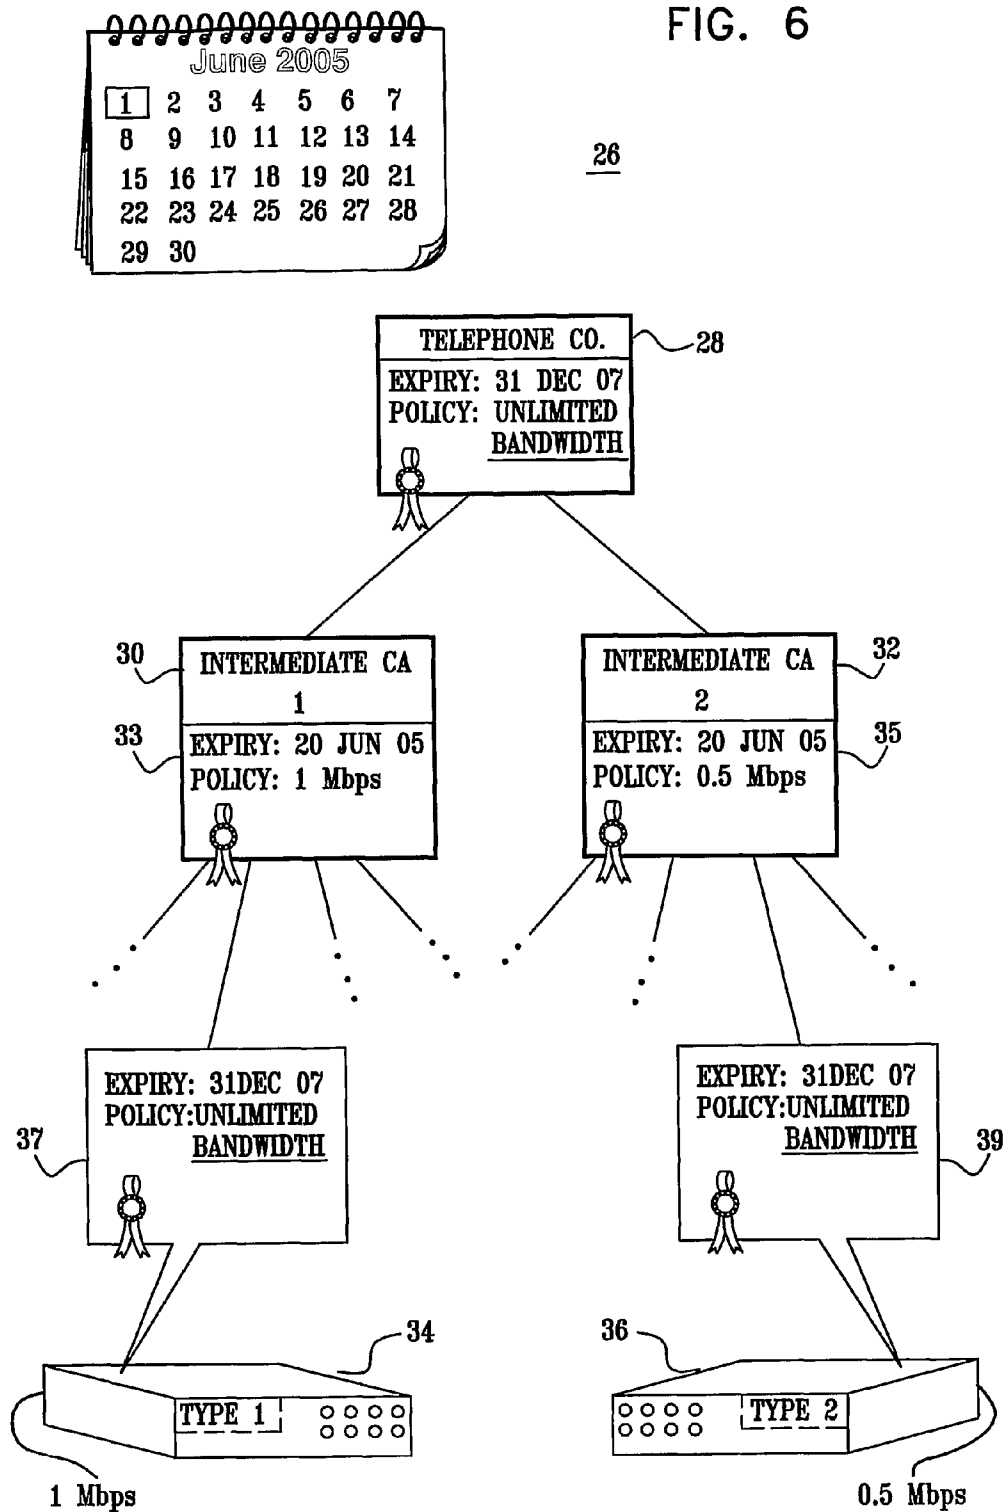 FIG. 6
June 2005
1 2 3 4 5 6 7
8 9 10 11 12 13 14
15 16 17 18 19 20 21
22 23 24 25 26 27 28
29 30
26
TELEPHONE CO.
28
EXPIRY: 31 DEC 07
POLICY: UNLIMITED
BANDWIDTH
30
INTERMEDIATE CA
1
33
EXPIRY: 20 JUN 05
POLICY: 1 Mbps
INTERMEDIATE CA
2
32
EXPIRY: 20 JUN 05
POLICY: 0.5 Mbps
35
EXPIRY: 31DEC 07
POLICY:UNLIMITED
BANDWIDTH
37
EXPIRY: 31DEC 07
POLICY:UNLIMITED
BANDWIDTH
39
34
TYPE 1
1 Mbps
36
TYPE 2
0.5 Mbps